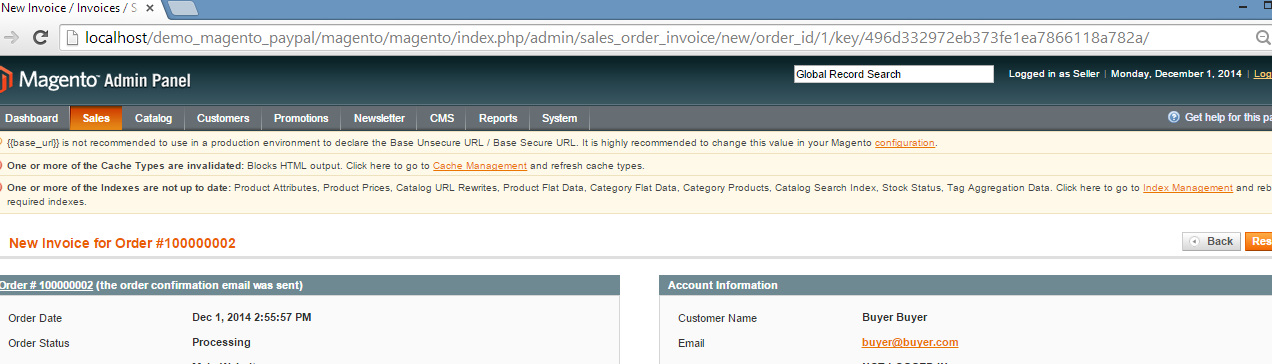 New Invoice / Invoices / S
localhost/demo_magento_paypal/magento/magento/index.php/admin/sales_order_invoice/new/order_id/1/key/496d332972eb373fe1ea7866118a782a/
Magento Admin Panel
Global Record Search
Logged in as Seller | Monday, December 1, 2014 | Log
Dashboard Sales Catalog Customers Promotions Newsletter CMS Reports System
Get help for this pa
{{base_url}} is not recommended to use in a production environment to declare the Base Unsecure URL / Base Secure URL. It is highly recommended to change this value in your Magento configuration.
One or more of the Cache Types are invalidated: Blocks HTML output. Click here to go to Cache Management and refresh cache types.
One or more of the Indexes are not up to date: Product Attributes, Product Prices, Catalog URL Rewrites, Product Flat Data, Category Flat Data, Category Products, Catalog Search Index, Stock Status, Tag Aggregation Data. Click here to go to Index Management and reb
required indexes.
New Invoice for Order #100000002
Back
Res
Order # 100000002 (the order confirmation email was sent)
Order Date Dec 1, 2014 2:55:57 PM
Order Status Processing
Account Information
Customer Name Buyer Buyer
Email buyer@buyer.com